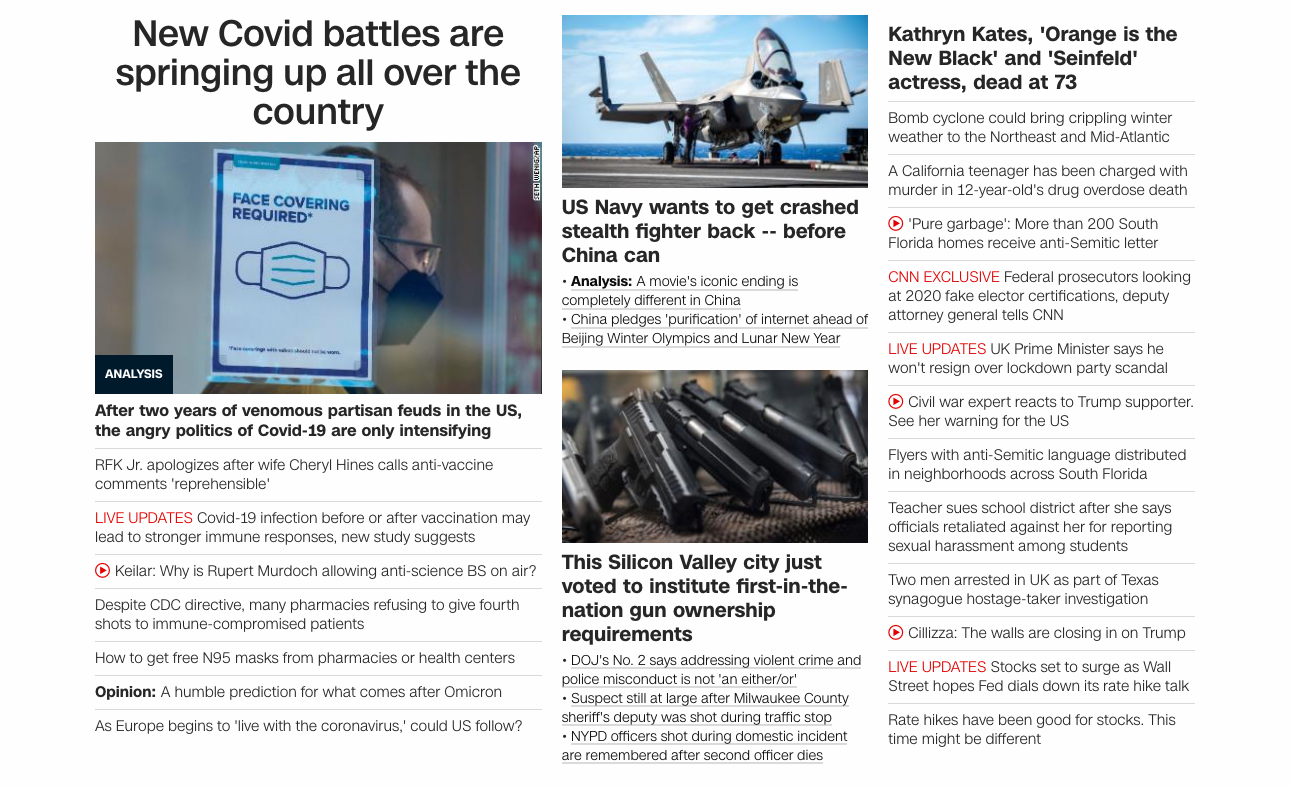 New Covid battles are
springing up all over the
country
SETH WENIG/AP
FACE COVERING
REQUIRED*
*Face coverings with valves should not be worn.
ANALYSIS
After two years of venomous partisan feuds in the US,
the angry politics of Covid-19 are only intensifying
RFK Jr. apologizes after wife Cheryl Hines calls anti-vaccine
comments 'reprehensible'
LIVE UPDATES Covid-19 infection before or after vaccination may
lead to stronger immune responses, new study suggests
Keilar: Why is Rupert Murdoch allowing anti-science BS on air?
Despite CDC directive, many pharmacies refusing to give fourth
shots to immune-compromised patients
How to get free N95 masks from pharmacies or health centers
Opinion: A humble prediction for what comes after Omicron
As Europe begins to 'live with the coronavirus,' could US follow?
US Navy wants to get crashed
stealth fighter back -- before
China can
• Analysis: A movie's iconic ending is
completely different in China
• China pledges 'purification' of internet ahead of
Beijing Winter Olympics and Lunar New Year
This Silicon Valley city just
voted to institute first-in-the-
nation gun ownership
requirements
• DOJ's No. 2 says addressing violent crime and
police misconduct is not 'an either/or'
• Suspect still at large after Milwaukee County
sheriff's deputy was shot during traffic stop
• NYPD officers shot during domestic incident
are remembered after second officer dies
Kathryn Kates, 'Orange is the
New Black' and 'Seinfeld'
actress, dead at 73
Bomb cyclone could bring crippling winter
weather to the Northeast and Mid-Atlantic
A California teenager has been charged with
murder in 12-year-old's drug overdose death
'Pure garbage': More than 200 South
Florida homes receive anti-Semitic letter
CNN EXCLUSIVE Federal prosecutors looking
at 2020 fake elector certifications, deputy
attorney general tells CNN
LIVE UPDATES UK Prime Minister says he
won't resign over lockdown party scandal
Civil war expert reacts to Trump supporter.
See her warning for the US
Flyers with anti-Semitic language distributed
in neighborhoods across South Florida
Teacher sues school district after she says
officials retaliated against her for reporting
sexual harassment among students
Two men arrested in UK as part of Texas
synagogue hostage-taker investigation
Cillizza: The walls are closing in on Trump
LIVE UPDATES Stocks set to surge as Wall
Street hopes Fed dials down its rate hike talk
Rate hikes have been good for stocks. This
time might be different